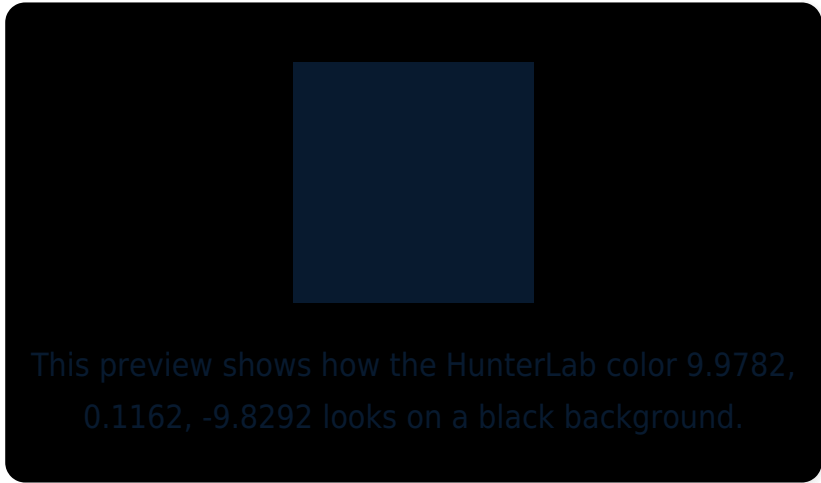 This preview shows how the HunterLab color 9.9782,
0.1162, -9.8292 looks on a black background.